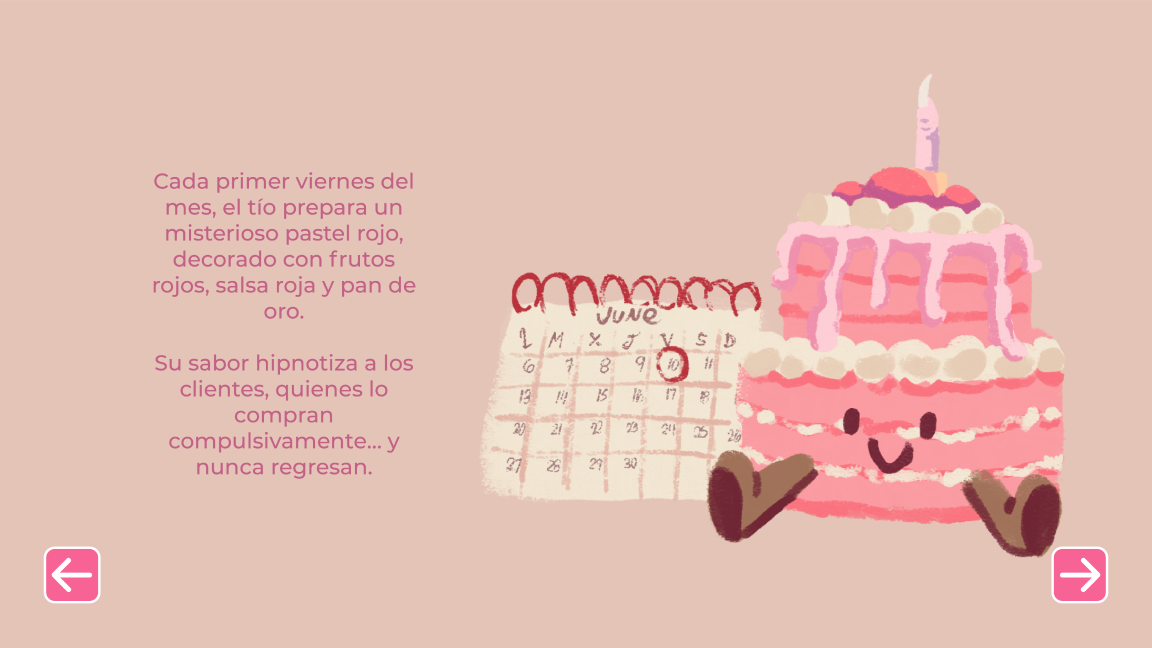 Cada primer viernes del
mes, el tío prepara un
misterioso pastel rojo,
decorado con frutos
rojos, salsa roja y pan de
oro.
Su sabor hipnotiza a los
clientes, quienes lo
compran
compulsivamente... y
nunca regresan.
JUNE
L M X J V S D
6 7 8 9 10 11
13 14 15 16 17 18
20 21 22 23 24 25 26
27 28 29 30